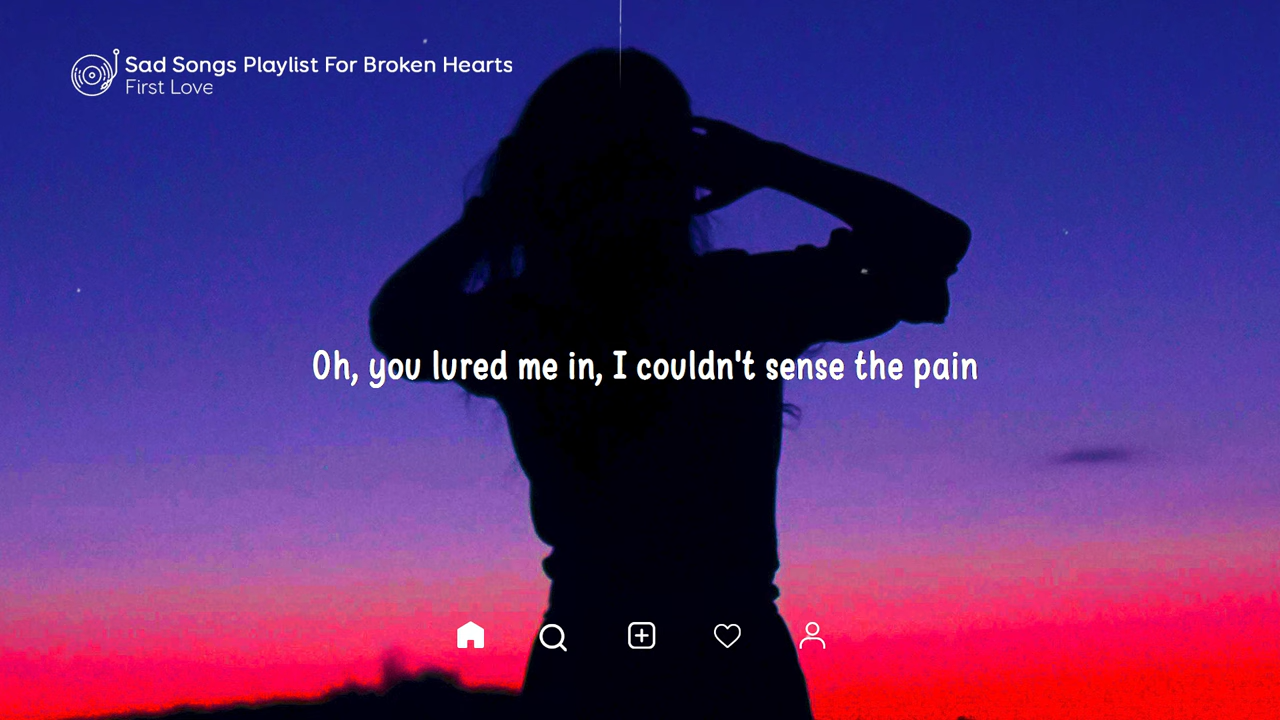 Sad Songs Playlist For Broken Hearts
First Love
Oh, you lured me in, I couldn't sense the pain